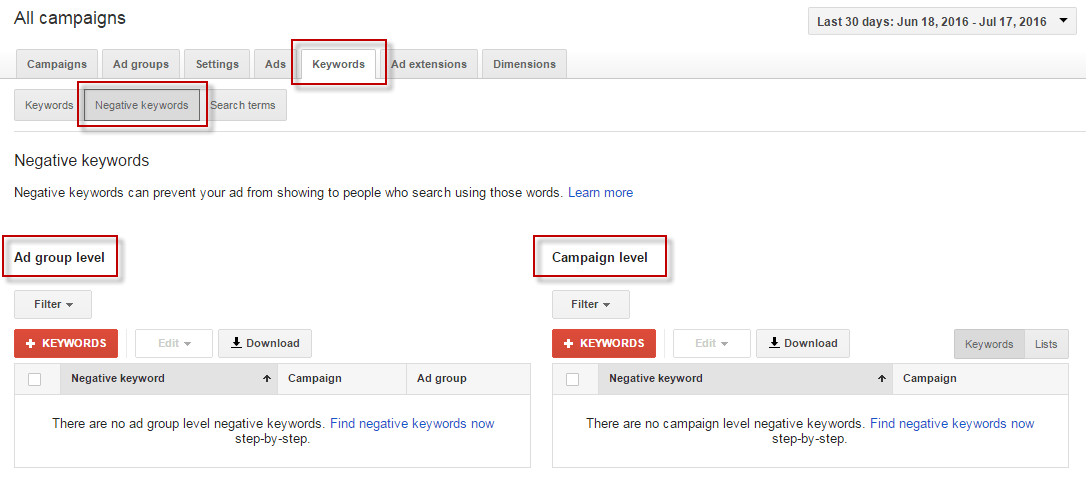 All campaigns
Last 30 days: Jun 18, 2016 - Jul 17, 2016
Campaigns Ad groups Settings Ads Keywords Ad extensions Dimensions
Keywords Negative keywords Search terms
Negative keywords
Negative keywords can prevent your ad from showing to people who search using those words. Learn more
Ad group level
Filter
+ KEYWORDS Edit Download
Negative keyword Campaign Ad group
There are no ad group level negative keywords. Find negative keywords now
step-by-step.
Campaign level
Filter
+ KEYWORDS Edit Download Keywords Lists
Negative keyword Campaign
There are no campaign level negative keywords. Find negative keywords now
step-by-step.